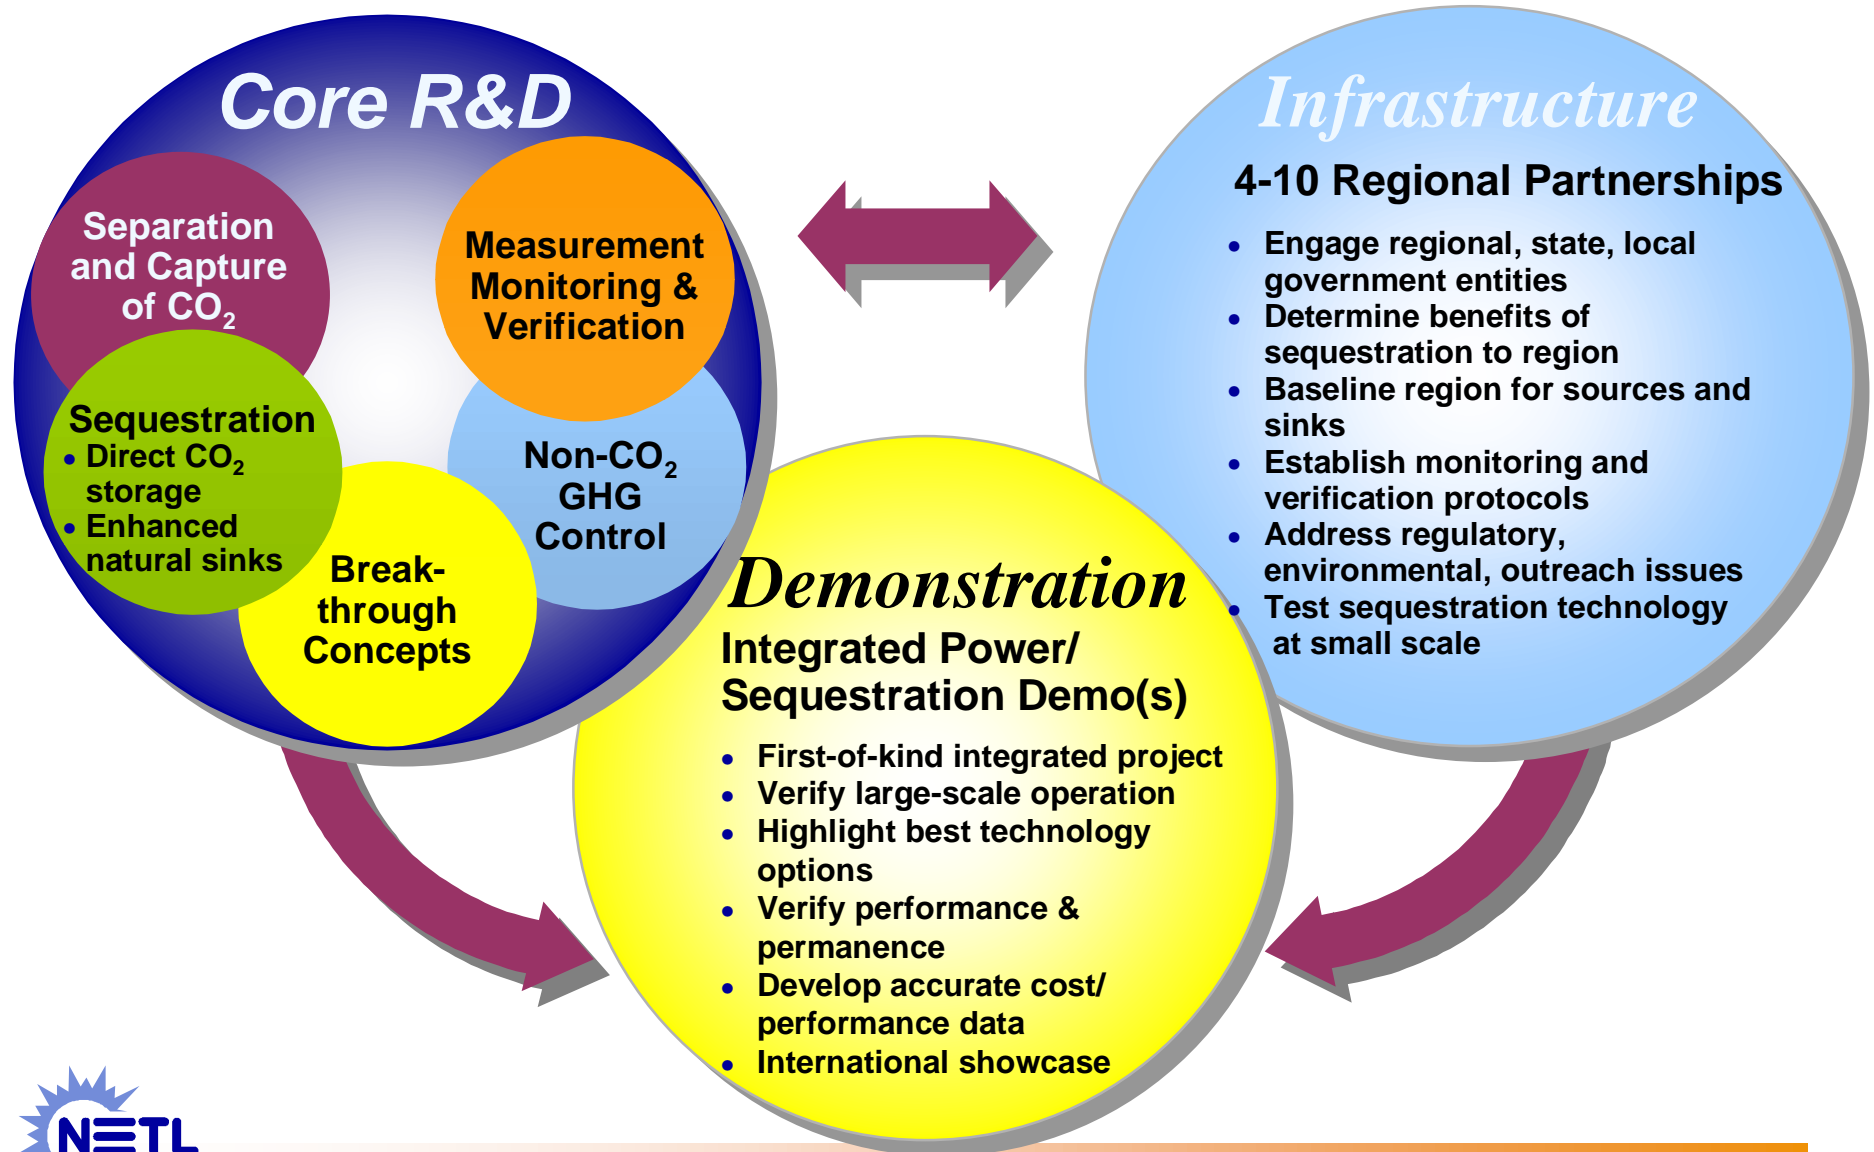 Core R&D
Separation
and Capture
of CO2
Measurement
Monitoring &
Verification
Sequestration
• Direct CO2
storage
• Enhanced
natural sinks
Non-CO2
GHG
Control
Break-
through
Concepts
Infrastructure
4-10 Regional Partnerships
• Engage regional, state, local
government entities
• Determine benefits of
sequestration to region
• Baseline region for sources and
sinks
• Establish monitoring and
verification protocols
• Address regulatory,
environmental, outreach issues
• Test sequestration technology
at small scale
Demonstration
Integrated Power/
Sequestration Demo(s)
• First-of-kind integrated project
• Verify large-scale operation
• Highlight best technology
options
• Verify performance &
permanence
• Develop accurate cost/
performance data
• International showcase
NETL